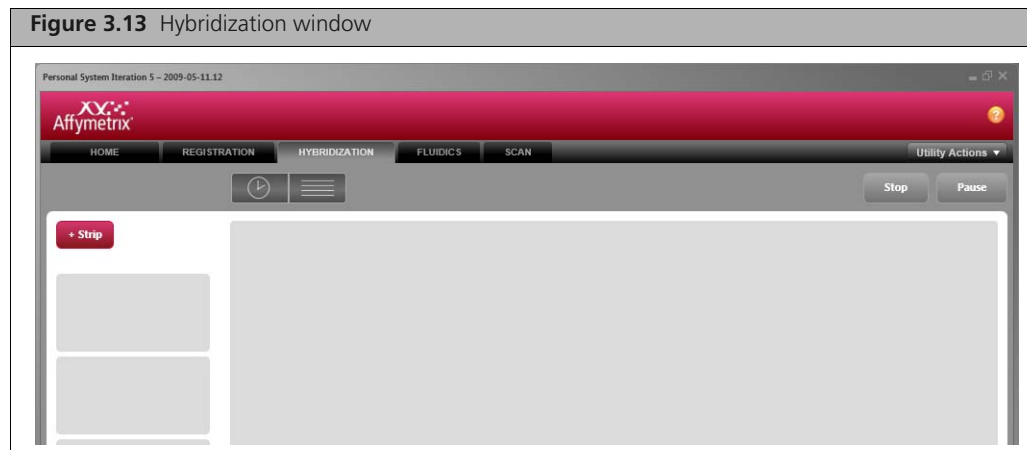 Figure 3.13 Hybridization window
Personal System Iteration 5 – 2009-05-11.12
Affymetrix
?
HOME REGISTRATION HYBRIDIZATION FLUIDICS SCAN Utility Actions
Stop Pause
+ Strip